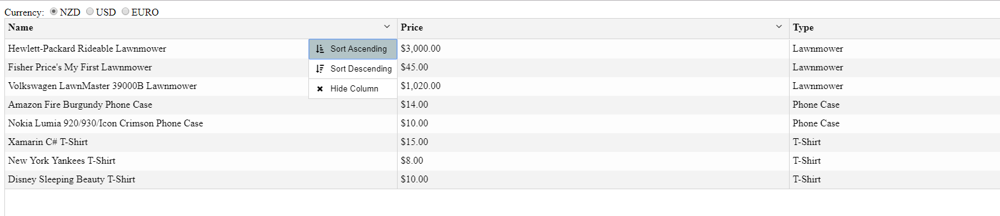 Currency: NZD USD EURO
Name Price Type
Hewlett-Packard Rideable Lawnmower Sort Ascending $3,000.00 Lawnmower
Fisher Price's My First Lawnmower Sort Descending $45.00 Lawnmower
Volkswagen LawnMaster 39000B Lawnmower Hide Column $1,020.00 Lawnmower
Amazon Fire Burgundy Phone Case $14.00 Phone Case
Nokia Lumia 920/930/Icon Crimson Phone Case $10.00 Phone Case
Xamarin C# T-Shirt $15.00 T-Shirt
New York Yankees T-Shirt $8.00 T-Shirt
Disney Sleeping Beauty T-Shirt $10.00 T-Shirt